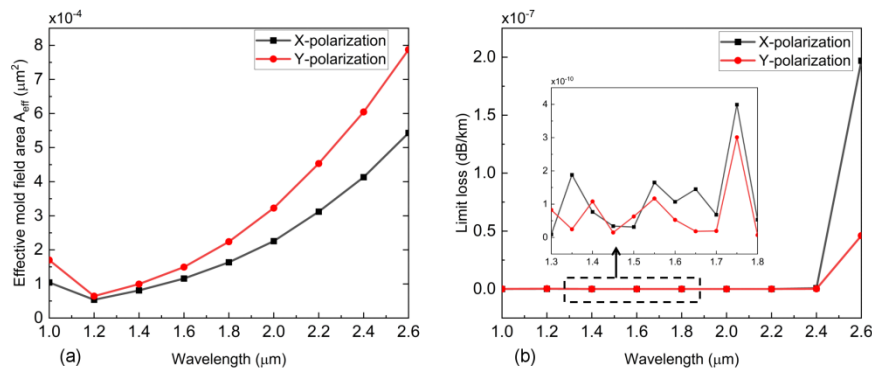 x10-4
X-polarization
Y-polarization
8
7
6
5
4
3
2
1
0
Effective mold field area Aeff (μm2)
1.0 1.2 1.4 1.6 1.8 2.0 2.2 2.4 2.6
(a) Wavelength (μm)
x10-7
X-polarization
Y-polarization
2.0
1.5
1.0
0.5
0.0
Limit loss (dB/km)
x10-10
4
3
2
1
0
1.3 1.4 1.5 1.6 1.7 1.8
1.0 1.2 1.4 1.6 1.8 2.0 2.2 2.4 2.6
(b) Wavelength (μm)